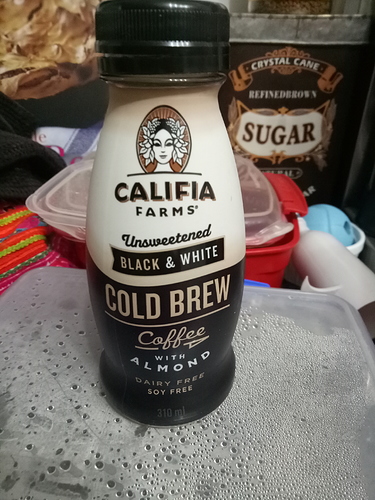 CALIFIA
FARMS®
Unsweetened
BLACK & WHITE
COLD BREW
Coffee
WITH
ALMOND
DAIRY FREE
SOY FREE
310 ml
CRYSTAL CANE
REFINED BROWN
SUGAR